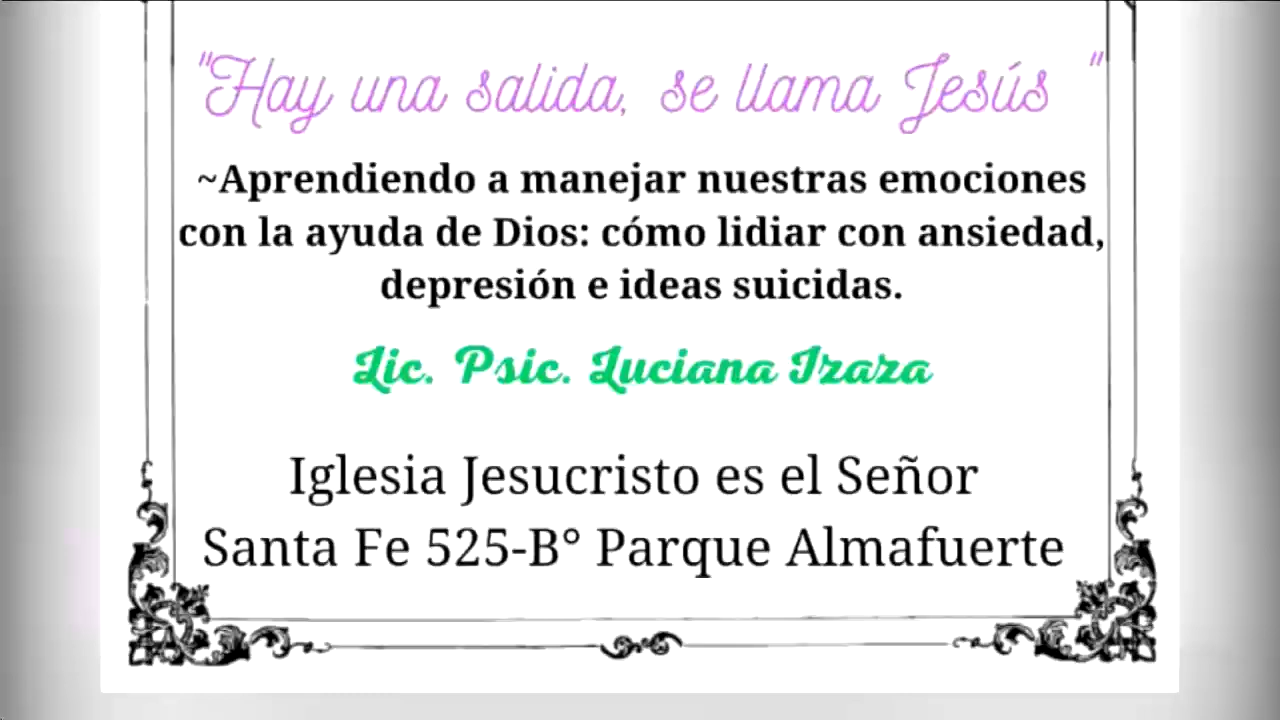 "Hay una salida, se llama Jesús "
~Aprendiendo a manejar nuestras emociones
con la ayuda de Dios: cómo lidiar con ansiedad,
depresión e ideas suicidas.
Lic. Psic. Luciana Izaza
Iglesia Jesucristo es el Señor
Santa Fe 525-B° Parque Almafuerte